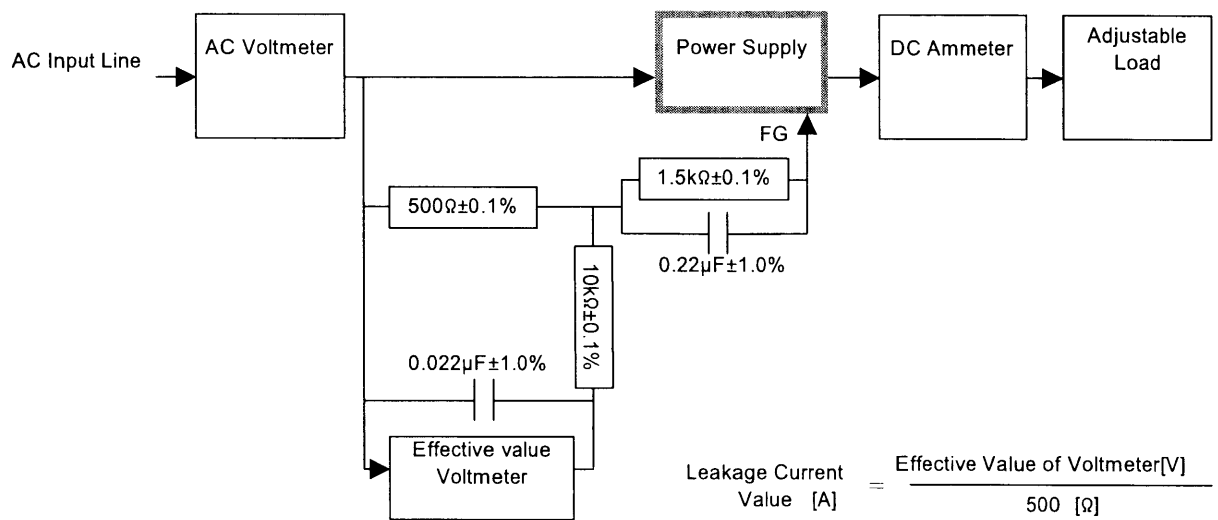 AC Input Line
AC Voltmeter
Power Supply
DC Ammeter
Adjustable
Load
FG
500Ω±0.1%
1.5kΩ±0.1%
0.22µF±1.0%
10kΩ±0.1%
0.022µF±1.0%
Effective value
Voltmeter
Leakage Current
Value [A]
=
Effective Value of Voltmeter[V]
500 [Ω]